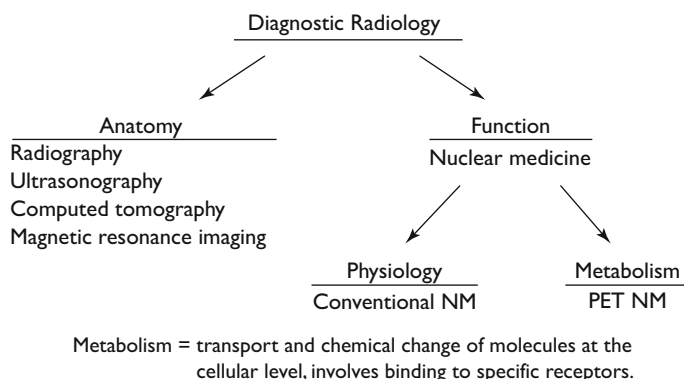 Diagnostic Radiology
Anatomy
Radiography
Ultrasonography
Computed tomography
Magnetic resonance imaging
Function
Nuclear medicine
Physiology
Conventional NM
Metabolism
PET NM
Metabolism = transport and chemical change of molecules at the
cellular level, involves binding to specific receptors.